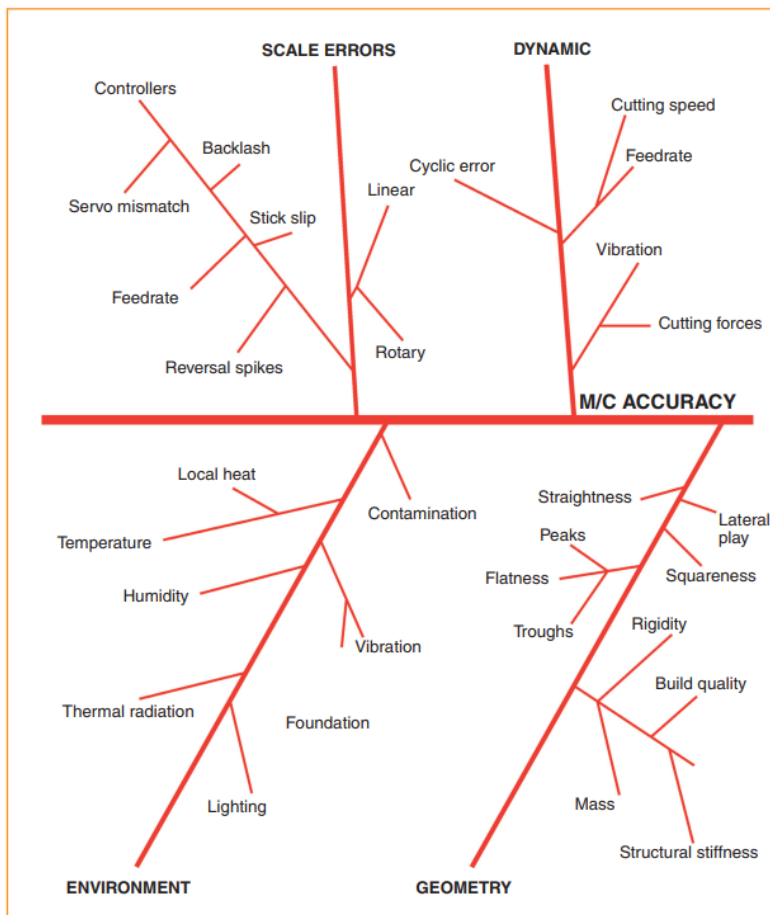 SCALE ERRORS
DYNAMIC
Controllers
Backlash
Servo mismatch
Stick slip
Feedrate
Reversal spikes
Linear
Rotary
Cyclic error
Cutting speed
Feedrate
Vibration
Cutting forces
M/C ACCURACY
Local heat
Temperature
Contamination
Humidity
Vibration
Thermal radiation
Foundation
Lighting
ENVIRONMENT
Straightness
Lateral
play
Peaks
Flatness
Troughs
Squareness
Rigidity
Build quality
Mass
Structural stiffness
GEOMETRY